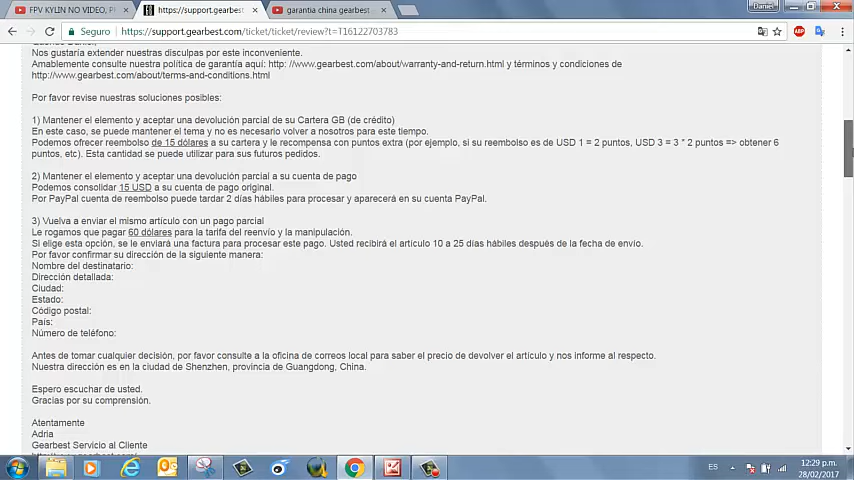 FPV KYLIN NO VIDEO, P
https://support.gearbest
garantia china gearbest
Daniel
Seguro
https://support.gearbest.com/ticket/ticket/review?t=116122703783
ABP
Nos gustaría extender nuestras disculpas por este inconveniente.
Amablemente consulte nuestra política de garantía aquí: http: //www.gearbest.com/about/warranty-and-return.html y términos y condiciones de
http://www.gearbest.com/about/terms-and-conditions.html
Por favor revise nuestras soluciones posibles:
1) Mantener el elemento y aceptar una devolución parcial de su Cartera GB (de crédito)
En este caso, se puede mantener el tema y no es necesario volver a nosotros para este tiempo.
Podemos ofrecer reembolso de 15 dólares a su cartera y le recompensa con puntos extra (por ejemplo, si su reembolso es de USD 1 = 2 puntos, USD 3 = 3 * 2 puntos => obtener 6
puntos, etc). Esta cantidad se puede utilizar para sus futuros pedidos.
2) Mantener el elemento y aceptar una devolución parcial a su cuenta de pago
Podemos consolidar 15 USD a su cuenta de pago original.
Por PayPal cuenta de reembolso puede tardar 2 días hábiles para procesar y aparecerá en su cuenta PayPal.
3) Vuelva a enviar el mismo artículo con un pago parcial
Le rogamos que pagar 60 dólares para la tarifa del reenvío y la manipulación.
Si elige esta opción, se le enviará una factura para procesar este pago. Usted recibirá el artículo 10 a 25 días hábiles después de la fecha de envío.
Por favor confirmar su dirección de la siguiente manera:
Nombre del destinatario:
Dirección detallada:
Ciudad:
Estado:
Código postal:
País:
Número de teléfono:
Antes de tomar cualquier decisión, por favor consulte a la oficina de correos local para saber el precio de devolver el artículo y nos informe al respecto.
Nuestra dirección es en la ciudad de Shenzhen, provincia de Guangdong, China.
Espero escuchar de usted.
Gracias por su comprensión.
Atentamente
Adria
Gearbest Servicio al Cliente
ES
12:29 p.m.
28/02/2017